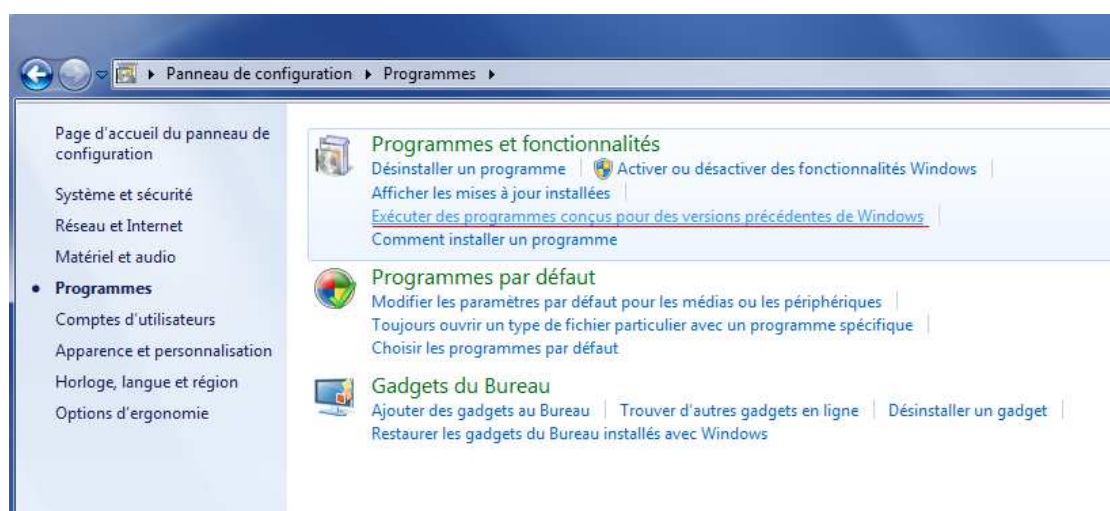 Panneau de configuration ▸ Programmes ▸
Page d'accueil du panneau de
configuration
Système et sécurité
Réseau et Internet
Matériel et audio
Programmes
Comptes d'utilisateurs
Apparence et personnalisation
Horloge, langue et région
Options d'ergonomie
Programmes et fonctionnalités
Désinstaller un programme | Activer ou désactiver des fonctionnalités Windows
Afficher les mises à jour installées
Exécuter des programmes conçus pour des versions précédentes de Windows
Comment installer un programme
Programmes par défaut
Modifier les paramètres par défaut pour les médias ou les périphériques
Toujours ouvrir un type de fichier particulier avec un programme spécifique
Choisir les programmes par défaut
Gadgets du Bureau
Ajouter des gadgets au Bureau | Trouver d'autres gadgets en ligne | Désinstaller un gadget
Restaurer les gadgets du Bureau installés avec Windows